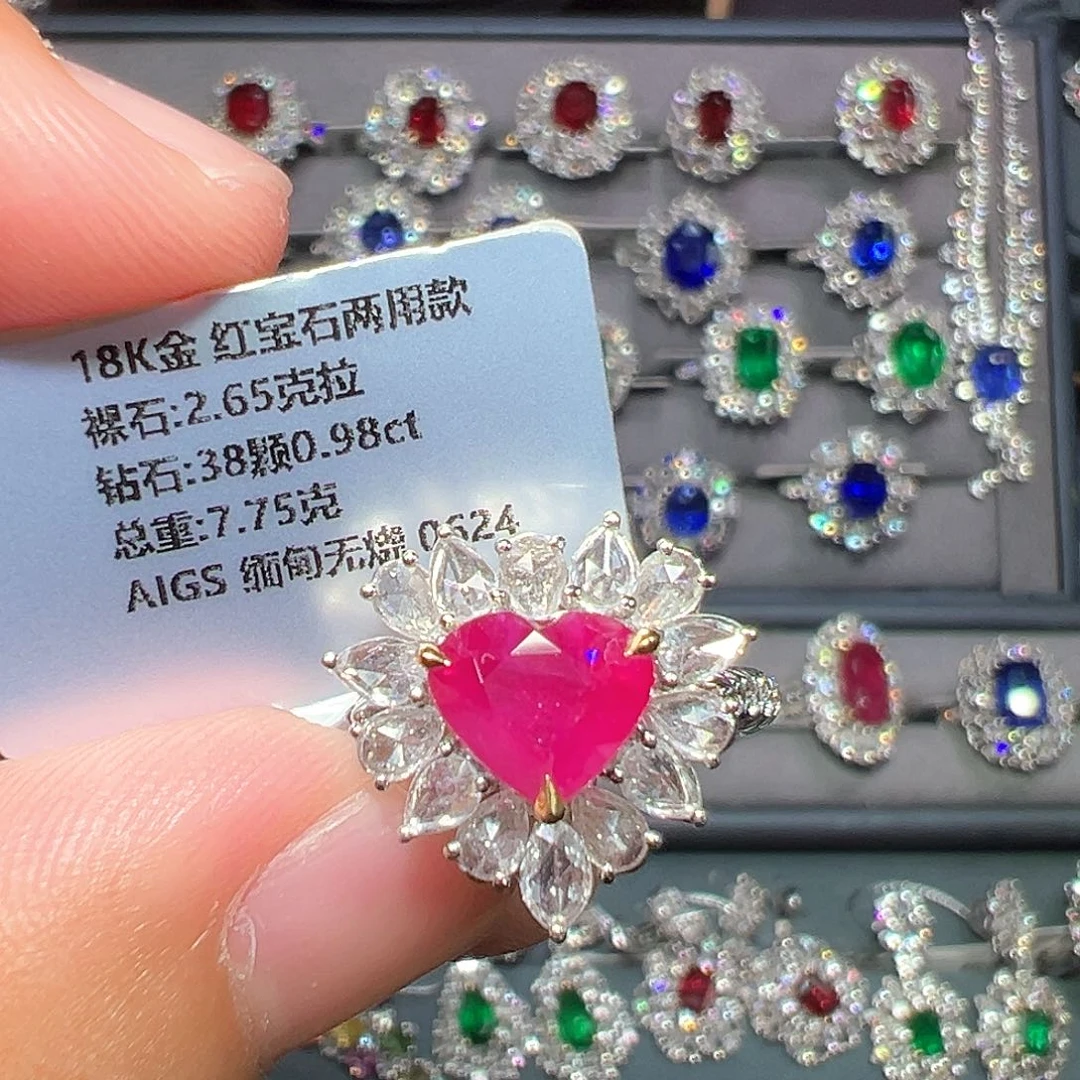 18K金 红宝石两用款
裸石:2.65克拉
钻石:38颗0.98ct
总重:7.75克
AIGS 缅甸无烧 0624